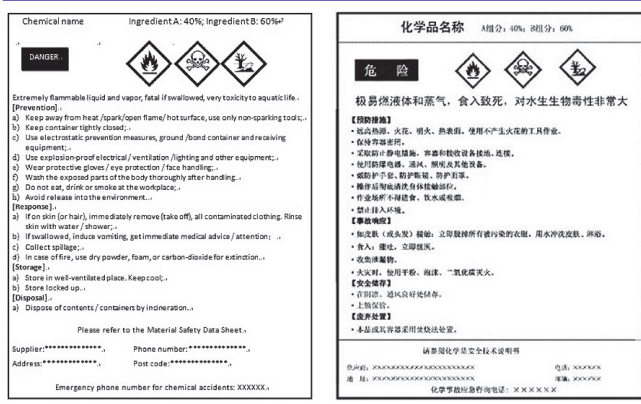 Chemical name Ingredient A: 40%; Ingredient B: 60%
DANGER
Extremely flammable liquid and vapor, fatal if swallowed, very toxicity to aquatic life.
[Prevention].
a) Keep away from heat /spark/open flame/ hot surface, use only non-sparking tools;
b) Keep container tightly closed;
c) Use electrostatic prevention measures, ground /bond container and receiving
equipment;
d) Use explosion-proof electrical / ventilation /lighting and other equipment;
e) Wear protective gloves / eye protection / face handling;
f) Wash the exposed parts of the body thoroughly after handling.
g) Do not eat, drink or smoke at the workplace;
h) Avoid release into the environment.
[Response].
a) If on skin (or hair), immediately remove (take off), all contaminated clothing. Rinse
skin with water / shower;
b) If swallowed, induce vomiting, get immediate medical advice / attention;
c) Collect spillage;
d) In case of fire, use dry powder, foam, or carbon-dioxide for extinction.
[Storage].
a) Store in well-ventilated place. Keep cool;
b) Store locked up.
[Disposal].
a) Dispose of contents / containers by incineration.
Please refer to the Material Safety Data Sheet.
Supplier:************** Phone number:**************
Address:************* Post code:**************
Emergency phone number for chemical accidents: XXXXXX.
化学品名称 A组分：40%；B组分：60%
危 险
极易燃液体和蒸气，食入致死，对水生生物毒性非常大
【预防措施】
・远离热源、火花、明火、热表面。使用不产生火花的工具作业。
・保持容器密闭。
・采取防止静电措施，容器和接收设备接地、连接。
・使用防爆电器、通风、照明及其他设备。
・戴防护手套、防护眼镜、防护面罩。
・操作后彻底清洗身体接触部位。
・作业场所不得进食、饮水或吸烟。
・禁止排入环境。
【事故响应】
・如皮肤（或头发）接触：立即脱掉所有被污染的衣服。用水冲洗皮肤、淋浴。
・食入：催吐，立即就医。
・收集泄漏物。
・火灾时，使用干粉、泡沫、二氧化碳灭火。
【安全储存】
・在阴凉、通风良好处储存。
・上锁保管。
【废弃处置】
・本品或其容器采用焚烧法处置。
请参阅化学品安全技术说明书
供应商：XXXXXXXXXXXXXXXXXXXXX 电话：XXXXXX
地 址：XXXXXXXXXXXXXXXXXXXXX 邮编：XXXXXX
化学事故应急咨询电话：XXXXXX